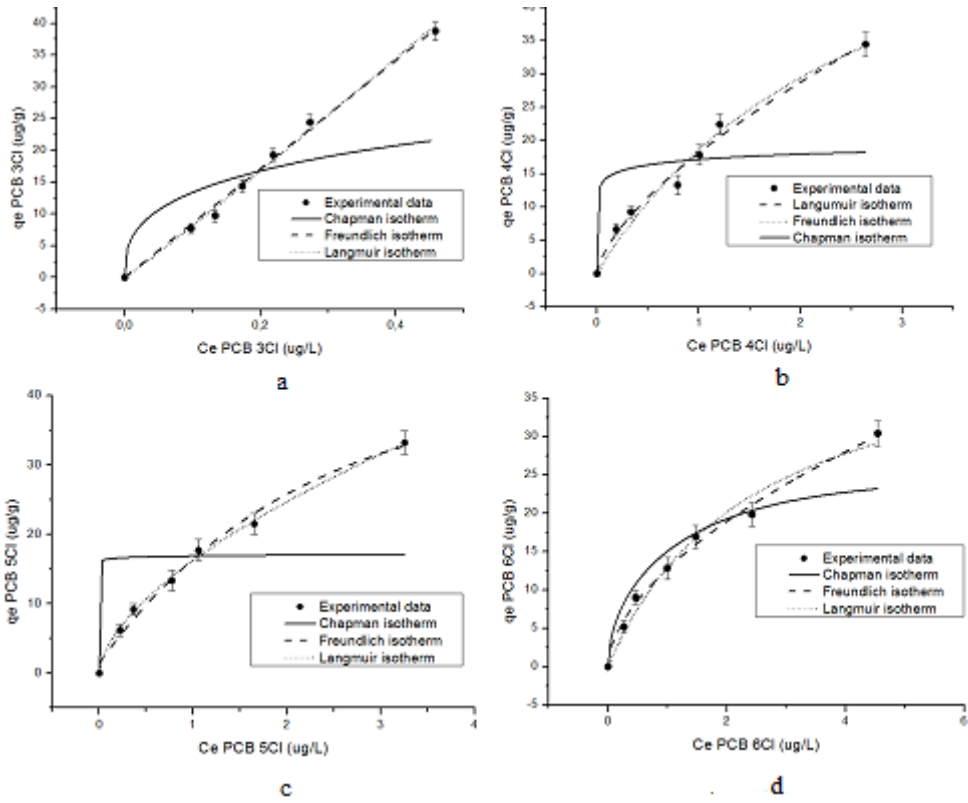 40
35
30
25
20
15
10
5
0
-5
qe PCB 3Cl (ug/g)
Experimental data
Chapman isotherm
Freundlich isotherm
Langmuir isotherm
0,0
0,2
0,4
Ce PCB 3Cl (ug/L)
a
40
35
30
25
20
15
10
5
0
-5
qe PCB 4Cl (ug/g)
Experimental data
Langumuir isotherm
Freundlich isotherm
Chapman isotherm
0
1
2
3
Ce PCB 4Cl (ug/L)
b
40
30
20
10
0
qe PCB 5Cl (ug/g)
Experimental data
Chapman isotherm
Freundlich isotherm
Langmuir isotherm
0
1
2
3
4
Ce PCB 5Cl (ug/L)
c
35
30
25
20
15
10
5
0
-5
qe PCB 6Cl (ug/g)
Experimental data
Chapman isotherm
Freundlich isotherm
Langmuir isotherm
0
2
4
6
Ce PCB 6Cl (ug/L)
d